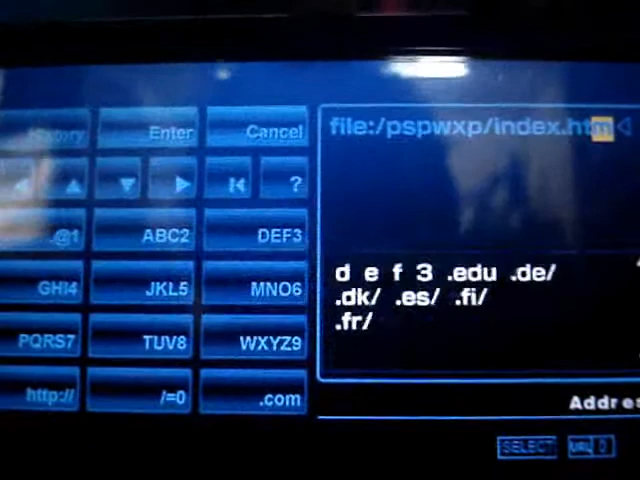 History Enter Cancel
?
.@1 ABC2 DEF3
GHI4 JKL5 MNO6
PQRS7 TUV8 WXYZ9
http:// /=0 .com
file:/pspwxp/index.htm
d e f 3 .edu .de/
.dk/ .es/ .fi/
.fr/
SELECT